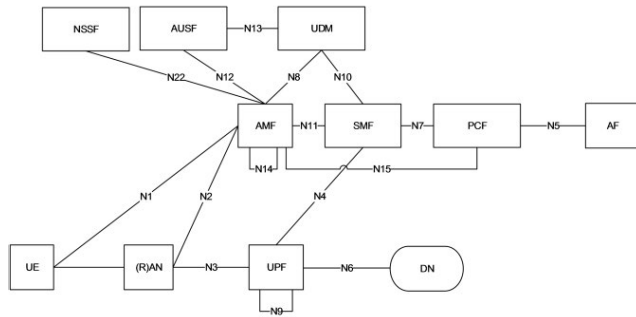 NSSF
AUSF
N13
UDM
N22
N12
N8
N10
AMF
N11
SMF
N7
PCF
N5
AF
N14
N15
N1
N2
N4
UE
(R)AN
N3
UPF
N6
DN
N9